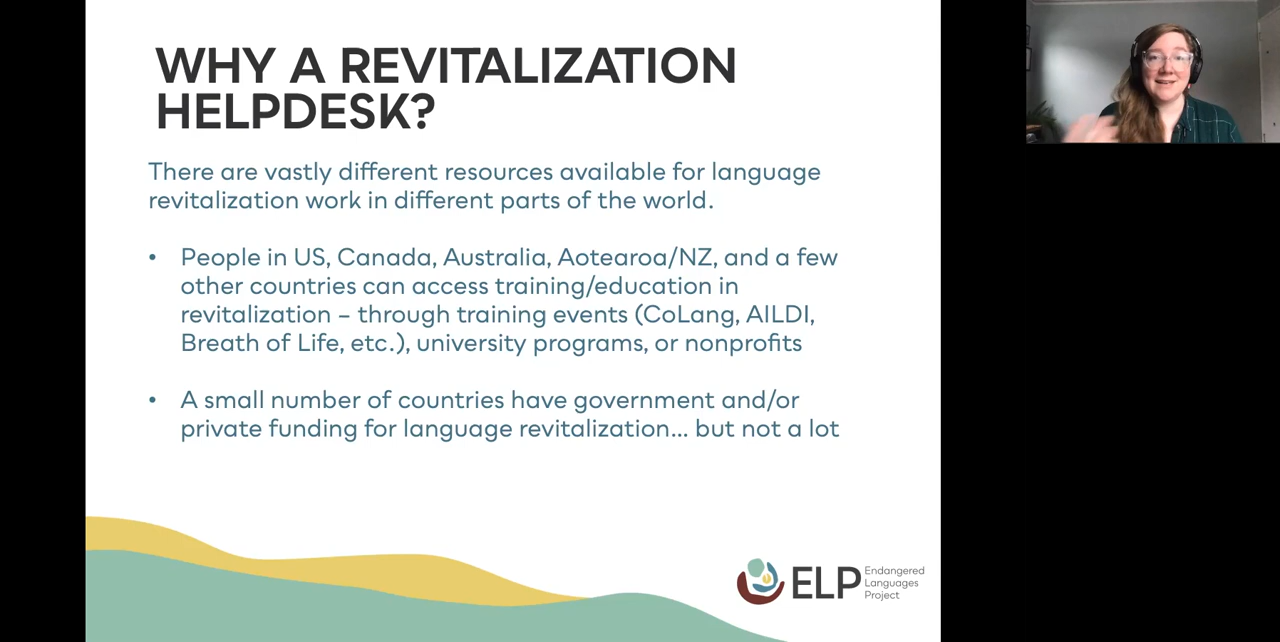 WHY A REVITALIZATION
HELPDESK?
There are vastly different resources available for language
revitalization work in different parts of the world.
• People in US, Canada, Australia, Aotearoa/NZ, and a few
other countries can access training/education in
revitalization – through training events (CoLang, AILDI,
Breath of Life, etc.), university programs, or nonprofits
• A small number of countries have government and/or
private funding for language revitalization... but not a lot
ELP
Endangered
Languages
Project